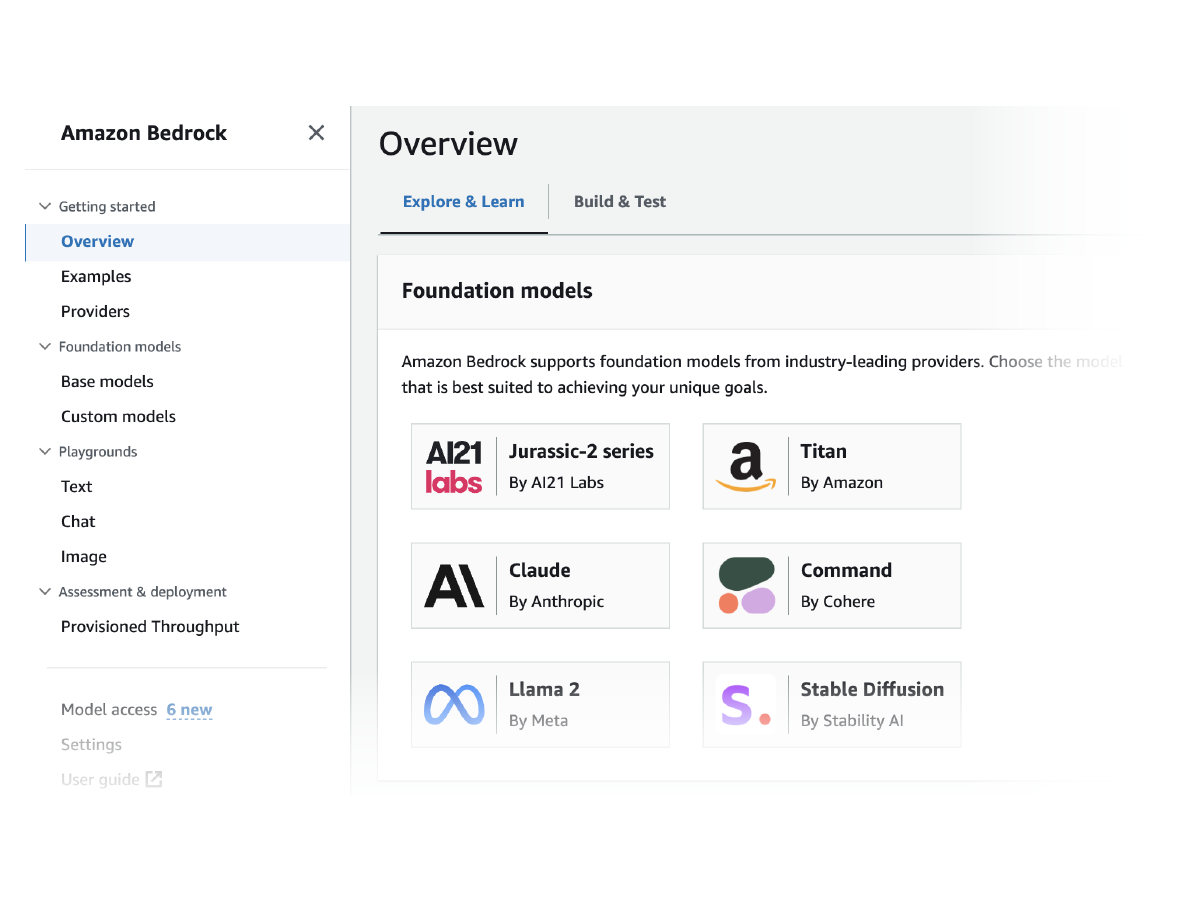 Amazon Bedrock
Getting started
Overview
Examples
Providers
Foundation models
Base models
Custom models
Playgrounds
Text
Chat
Image
Assessment & deployment
Provisioned Throughput
Model access 6 new
Settings
User guide
Overview
Explore & Learn
Build & Test
Foundation models
Amazon Bedrock supports foundation models from industry-leading providers. Choose the model
that is best suited to achieving your unique goals.
AI21
labs
Jurassic-2 series
By AI21 Labs
a
Titan
By Amazon
A\
Claude
By Anthropic
Command
By Cohere
Llama 2
By Meta
S.
Stable Diffusion
By Stability AI